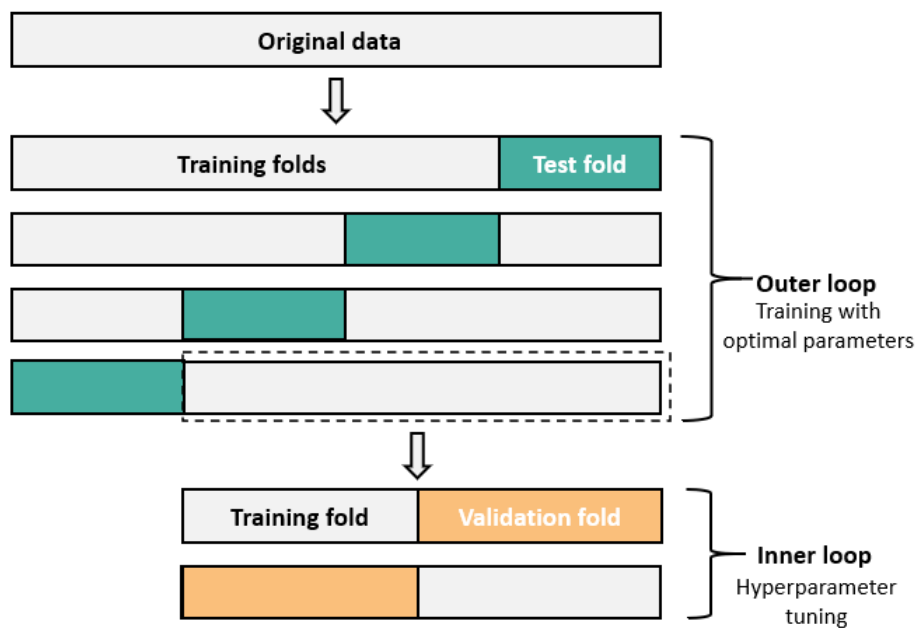 Original data
Training folds
Test fold
Outer loop
Training with
optimal parameters
Training fold
Validation fold
Inner loop
Hyperparameter
tuning